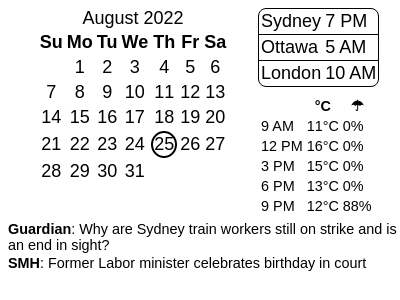 August 2022
Su Mo Tu We Th Fr Sa
1 2 3 4 5 6
7 8 9 10 11 12 13
14 15 16 17 18 19 20
21 22 23 24 25 26 27
28 29 30 31
Sydney 7 PM
Ottawa 5 AM
London 10 AM
°C ☂
9 AM 11°C 0%
12 PM 16°C 0%
3 PM 15°C 0%
6 PM 13°C 0%
9 PM 12°C 88%
Guardian: Why are Sydney train workers still on strike and is
an end in sight?
SMH: Former Labor minister celebrates birthday in court